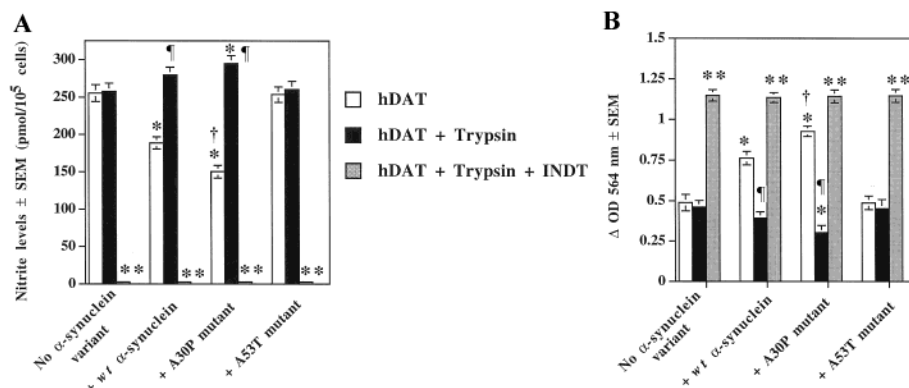 A
Nitrite levels ± SEM (pmol/10⁵ cells)
300
250
200
150
100
50
0
¶
* ¶
*
†
*
* *
* *
* *
* *
No α-synuclein
variant
+ wt α-synuclein
+ A30P mutant
+ A53T mutant
hDAT
hDAT + Trypsin
hDAT + Trypsin + INDT
B
Δ OD 564 nm ± SEM
1.5
1.25
1
0.75
0.5
0.25
0
* *
* *
* *
* *
*
†
*
¶
¶
*
No α-synuclein
variant
+ wt α-synuclein
+ A30P mutant
+ A53T mutant